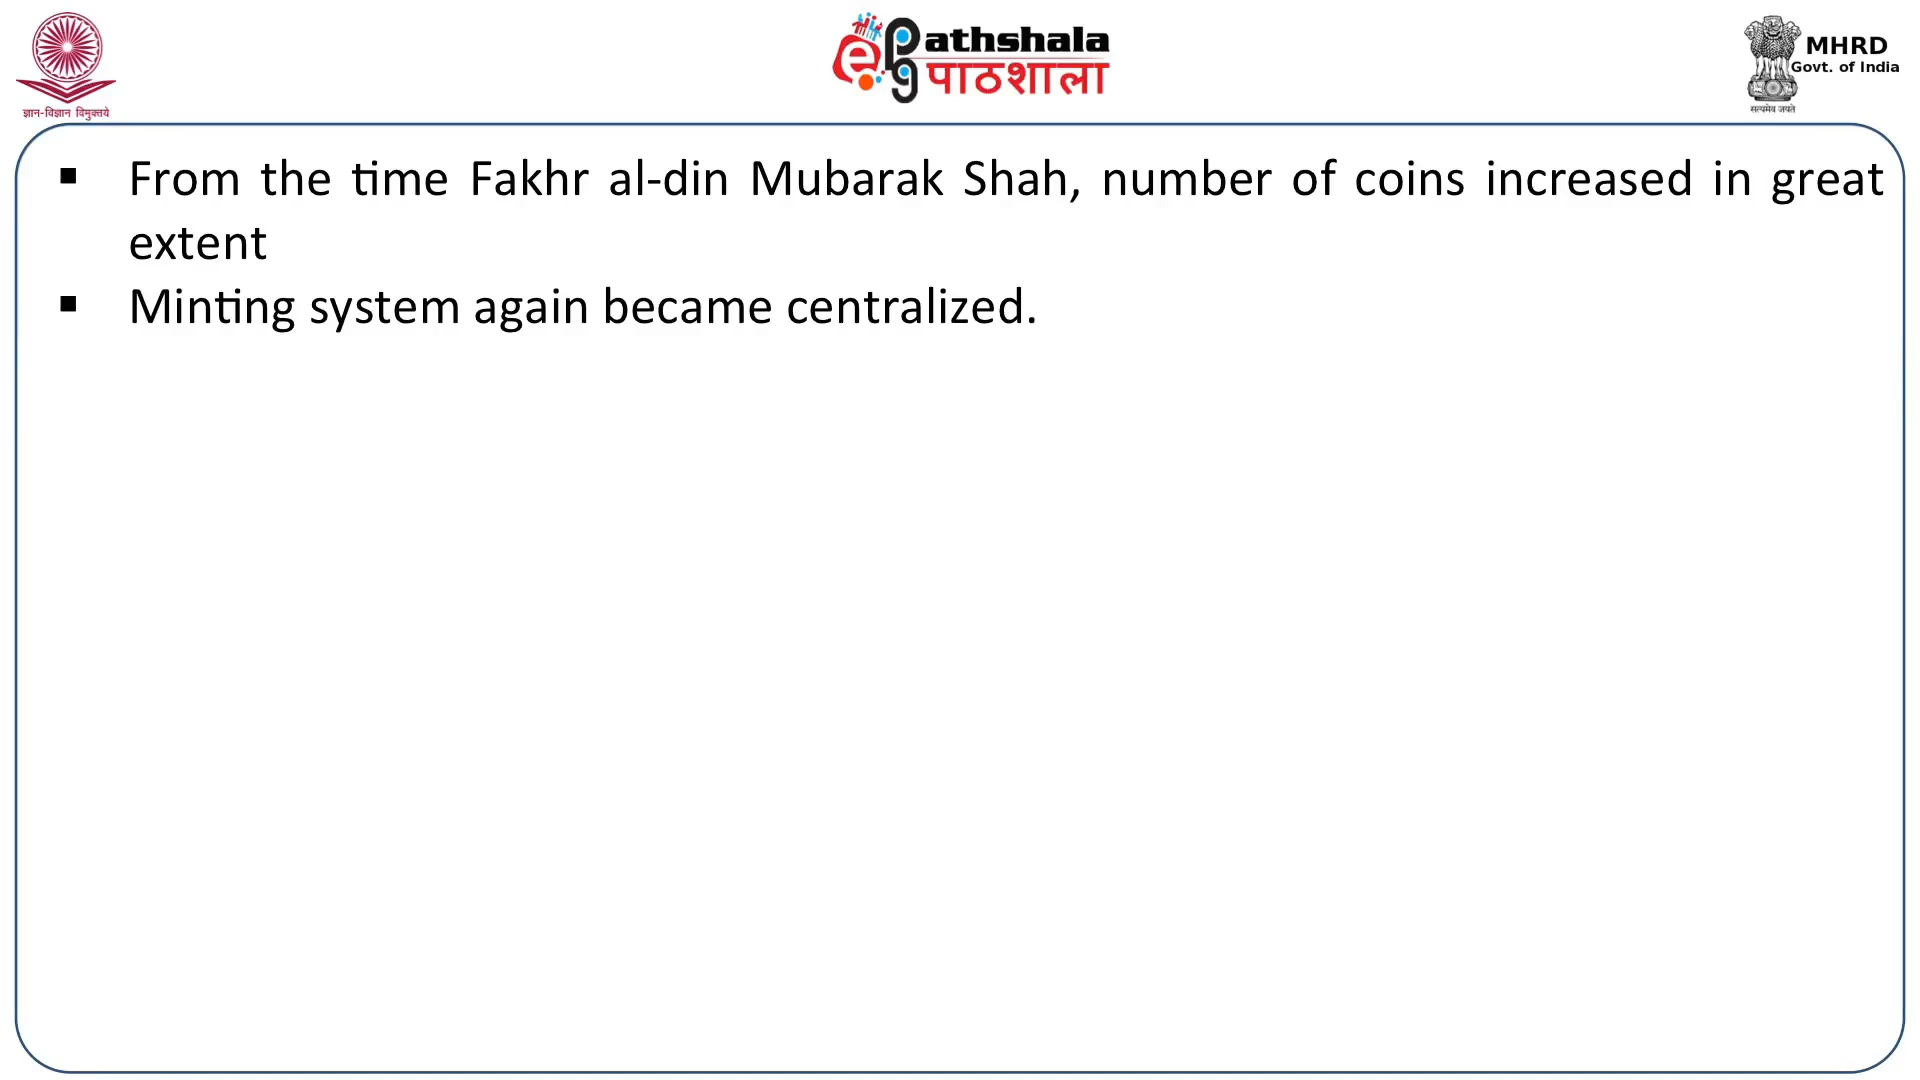 ज्ञान-विज्ञान विमुक्तये
ePathshala
पाठशाला
MHRD
Govt. of India
सत्यमेव जयते
▪ From the time Fakhr al-din Mubarak Shah, number of coins increased in great
extent
▪ Minting system again became centralized.